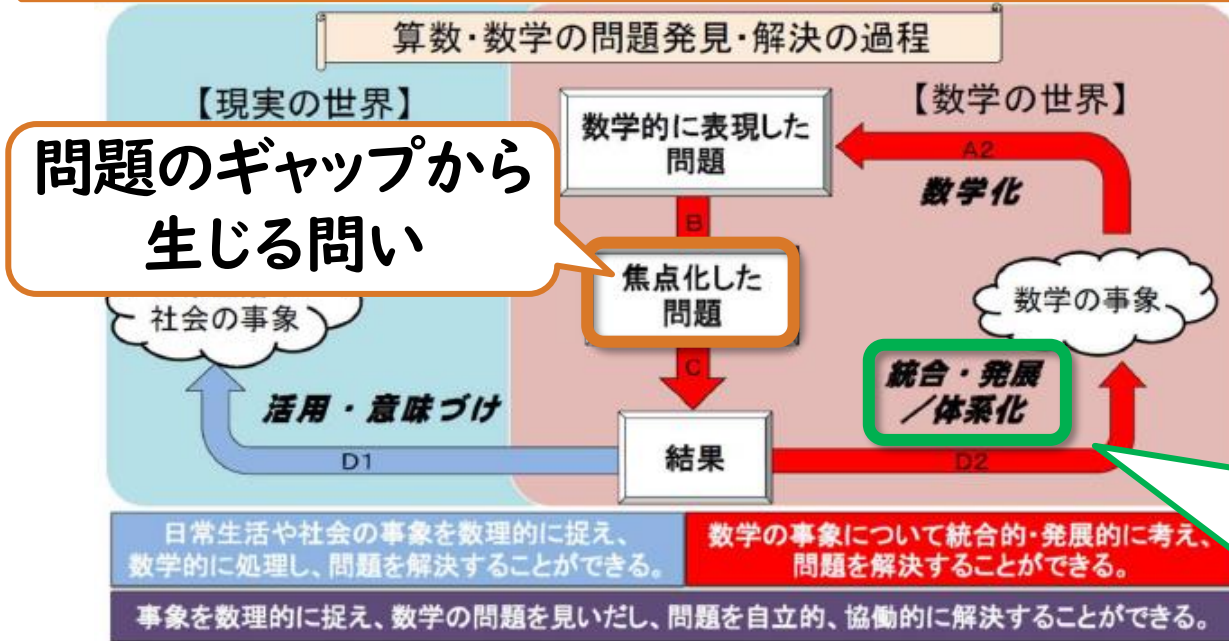 算数・数学の問題発見・解決の過程
【現実の世界】
【数学の世界】
問題のギャップから
生じる問い
数学的に表現した
問題
A2
数学化
B
焦点化した
問題
社会の事象
数学の事象
C
統合・発展
／体系化
活用・意味づけ
結果
D1
D2
日常生活や社会の事象を数理的に捉え、
数学的に処理し、問題を解決することができる。
数学の事象について統合的・発展的に考え、
問題を解決することができる。
事象を数理的に捉え、数学の問題を見いだし、問題を自立的、協働的に解決することができる。